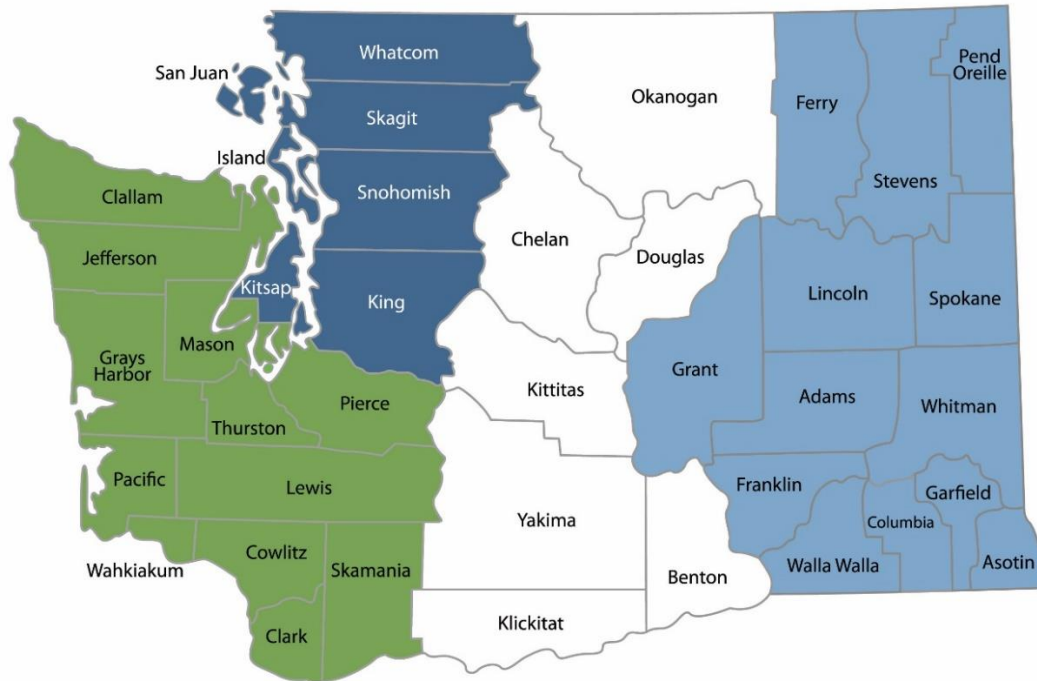 Whatcom
San Juan
Pend
Oreille
Okanogan
Ferry
Skagit
Island
Stevens
Clallam
Snohomish
Chelan
Douglas
Jefferson
Kitsap
King
Lincoln
Spokane
Mason
Grays
Harbor
Grant
Kittitas
Adams
Whitman
Pierce
Thurston
Pacific
Lewis
Franklin
Garfield
Yakima
Columbia
Cowlitz
Wahkiakum
Skamania
Benton
Walla Walla
Asotin
Klickitat
Clark